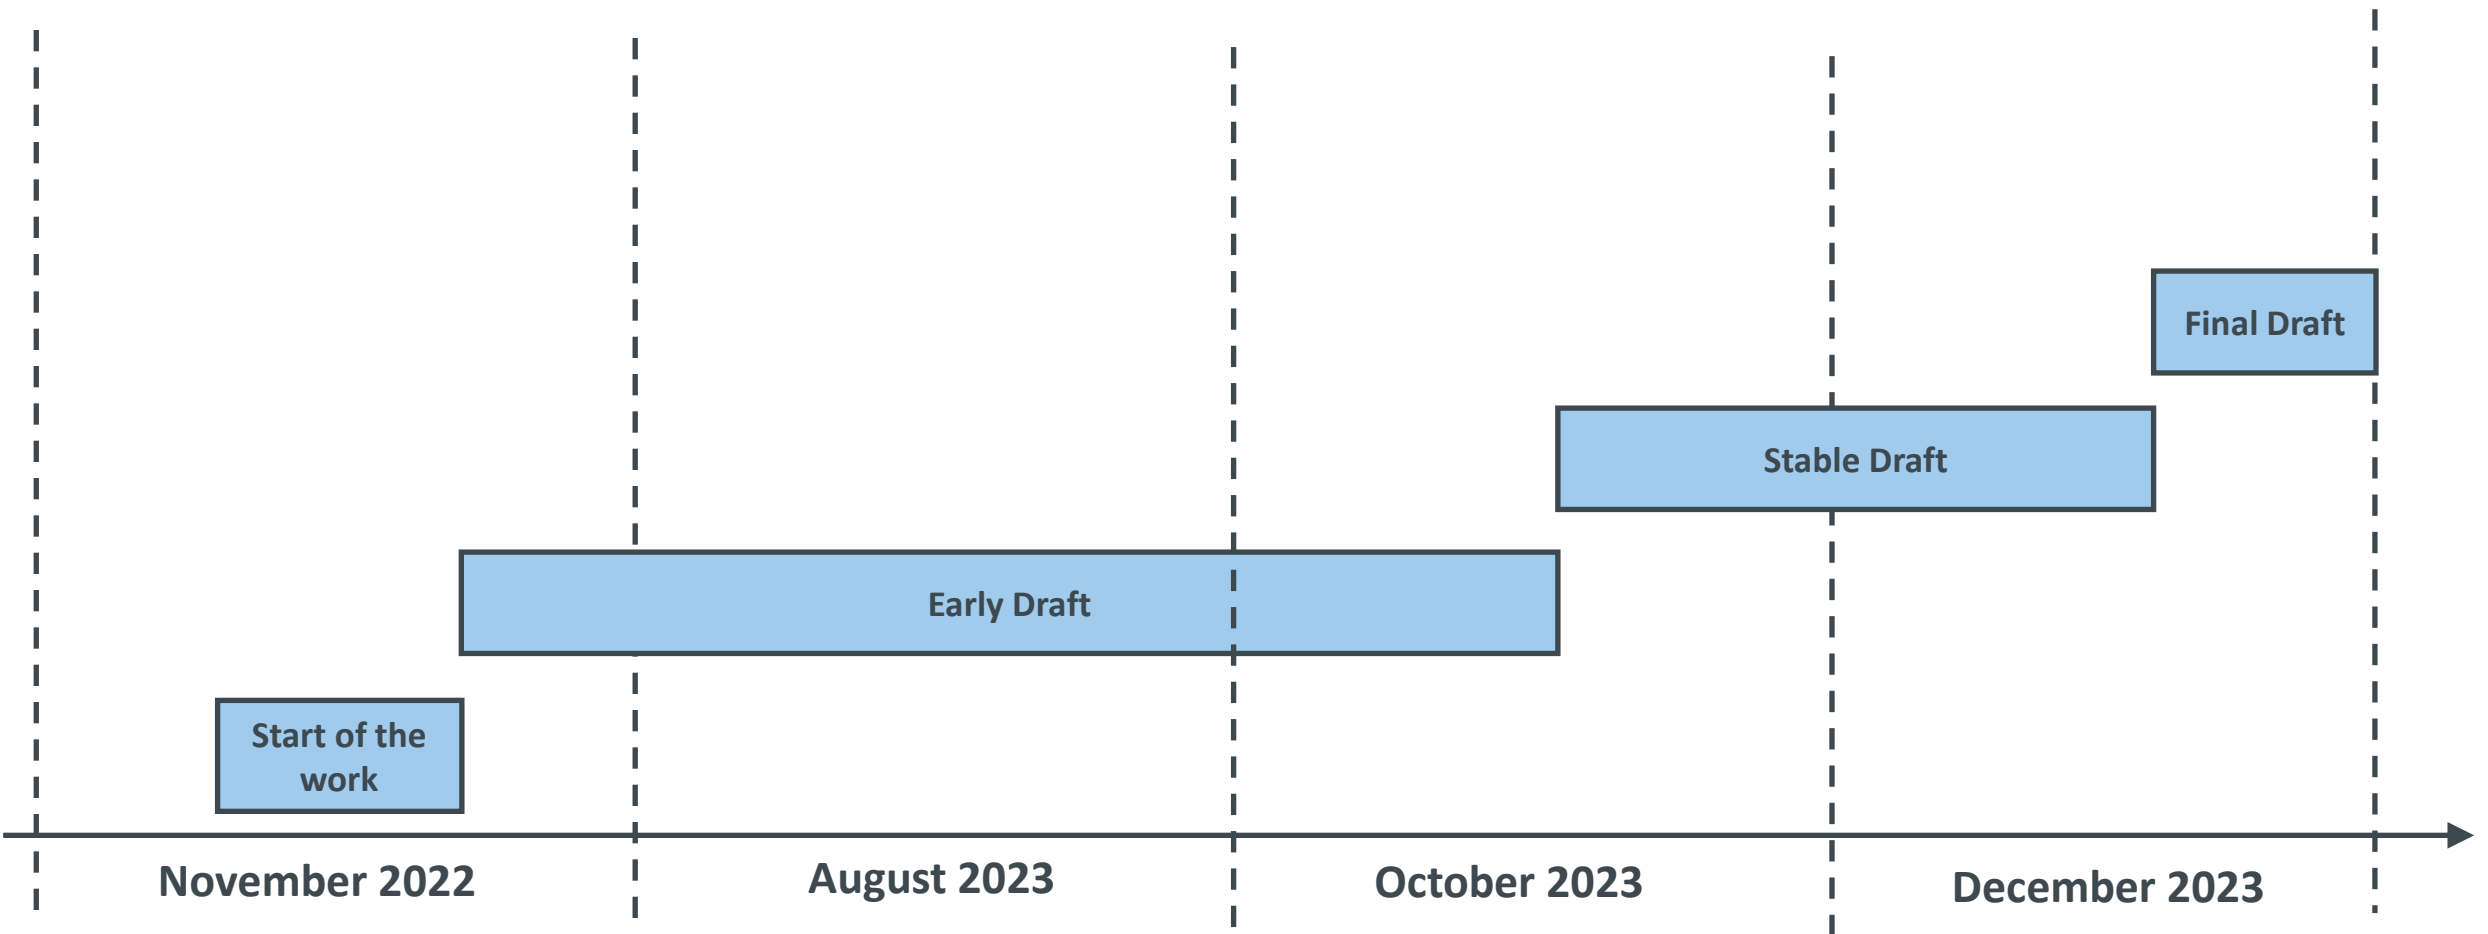 Final Draft
Stable Draft
Early Draft
Start of the
work
November 2022
August 2023
October 2023
December 2023